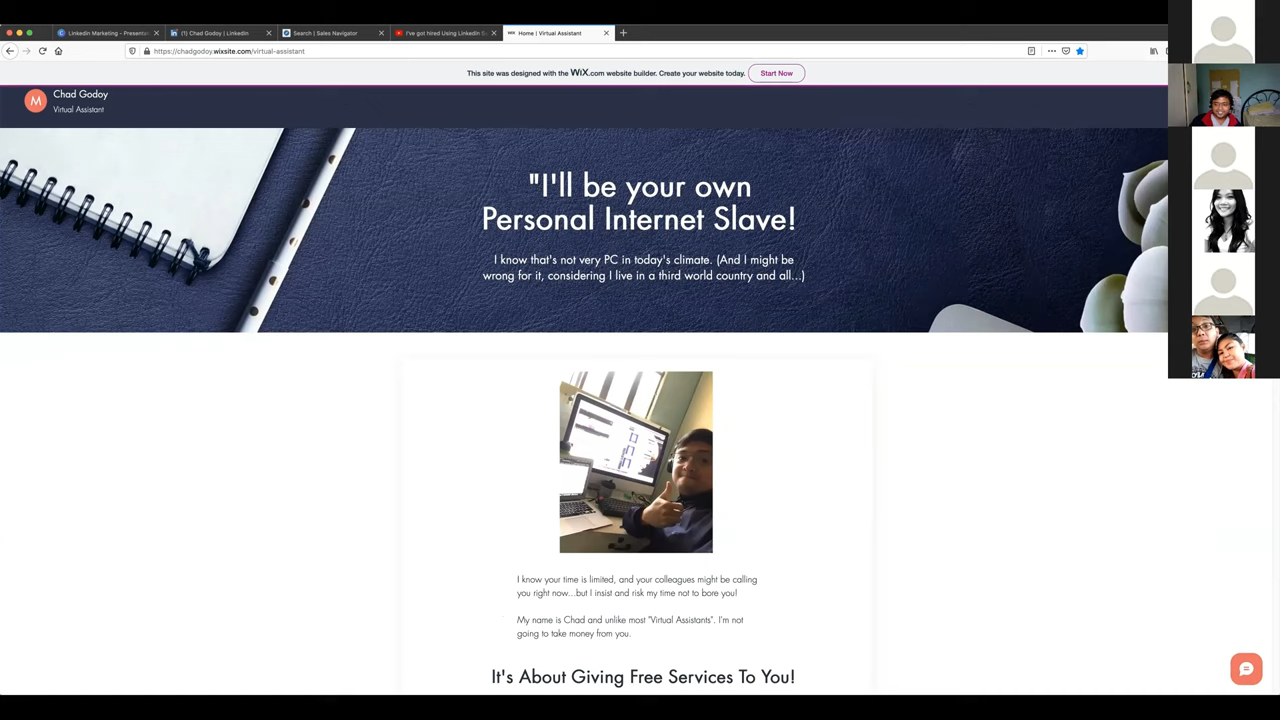 Linkedin Marketing - Presentat
(1) Chad Godoy | LinkedIn
Search | Sales Navigator
I've got hired Using LinkedIn S
WiX Home | Virtual Assistant
https://chadgodoy.wixsite.com/virtual-assistant
This site was designed with the WiX.com website builder. Create your website today. Start Now
M
Chad Godoy
Virtual Assistant
"I'll be your own
Personal Internet Slave!
I know that's not very PC in today's climate. (And I might be
wrong for it, considering I live in a third world country and all...)
I know your time is limited, and your colleagues might be calling
you right now...but I insist and risk my time not to bore you!
My name is Chad and unlike most "Virtual Assistants". I'm not
going to take money from you.
It's About Giving Free Services To You!